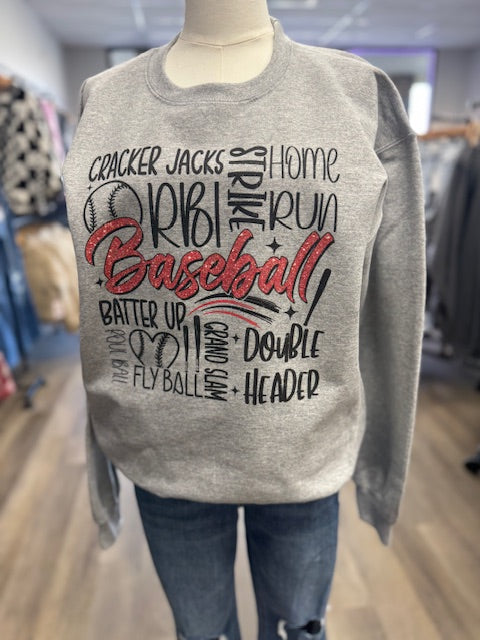 CRACKER JACKS
STRIKE
HOME
RBI
RUN
Baseball
BATTER UP
FOUL BALL
FLY BALL
GRAND SLAM
DOUBLE
HEADER